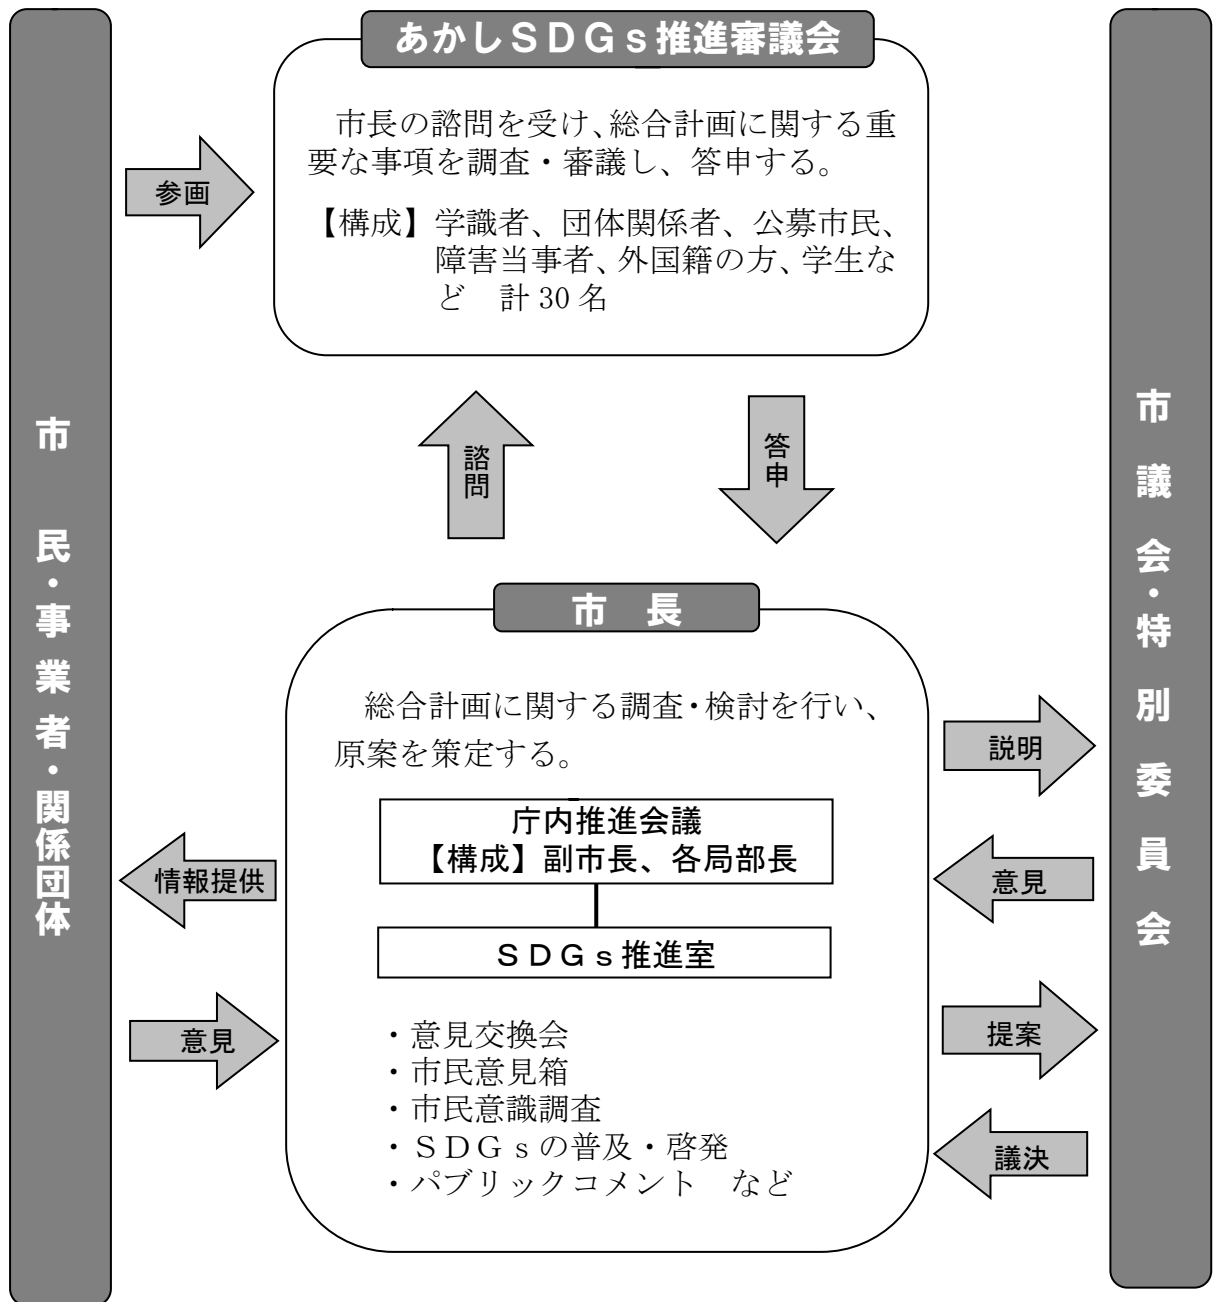 あかしＳＤＧｓ推進審議会
市長の諮問を受け、総合計画に関する重
要な事項を調査・審議し、答申する。
【構成】学識者、団体関係者、公募市民、
障害当事者、外国籍の方、学生な
ど　計30名
参画
諮問
答申
市民・事業者・関係団体
市議会・特別委員会
市　長
総合計画に関する調査・検討を行い、
原案を策定する。
庁内推進会議
【構成】副市長、各局部長
ＳＤＧｓ推進室
・意見交換会
・市民意見箱
・市民意識調査
・ＳＤＧｓの普及・啓発
・パブリックコメント　など
情報提供
意見
説明
意見
提案
議決